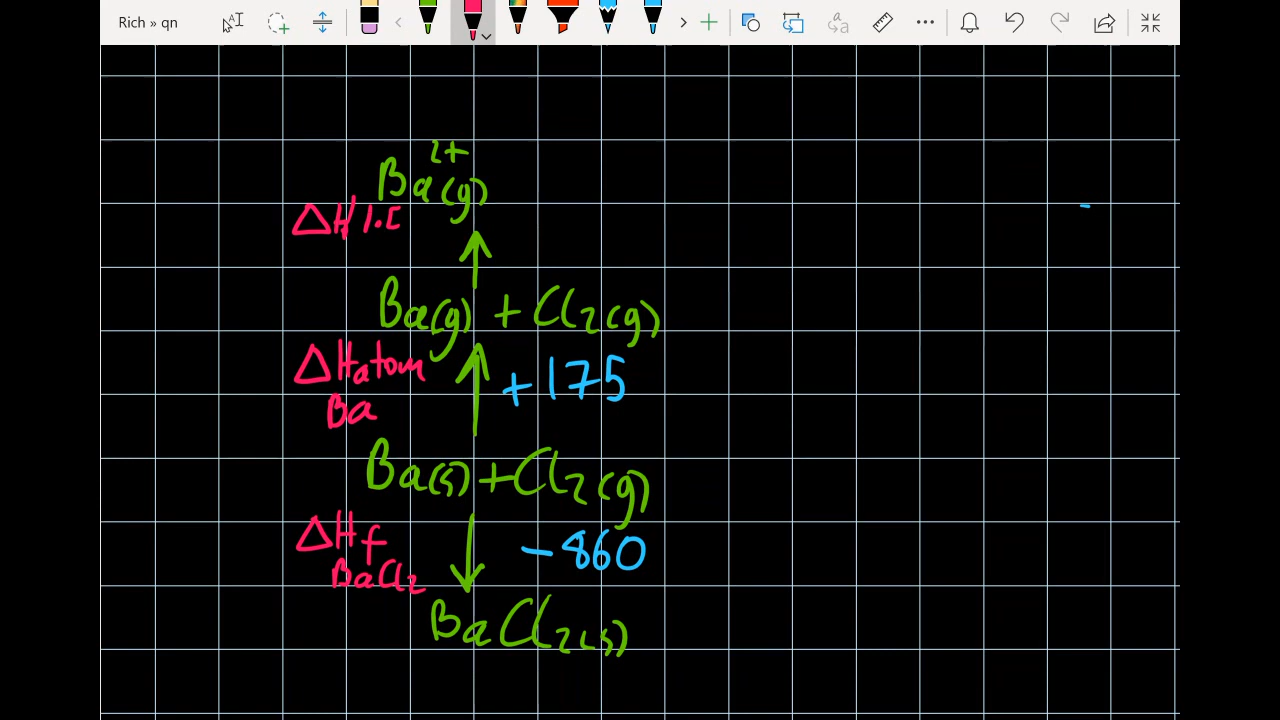 Rich » qn
2+
Ba(g)
ΔH I.E
Ba(g) + Cl2(g)
ΔHatom
Ba
+175
Ba(s) + Cl2(g)
ΔHf
BaCl2
-860
BaCl2(s)
-